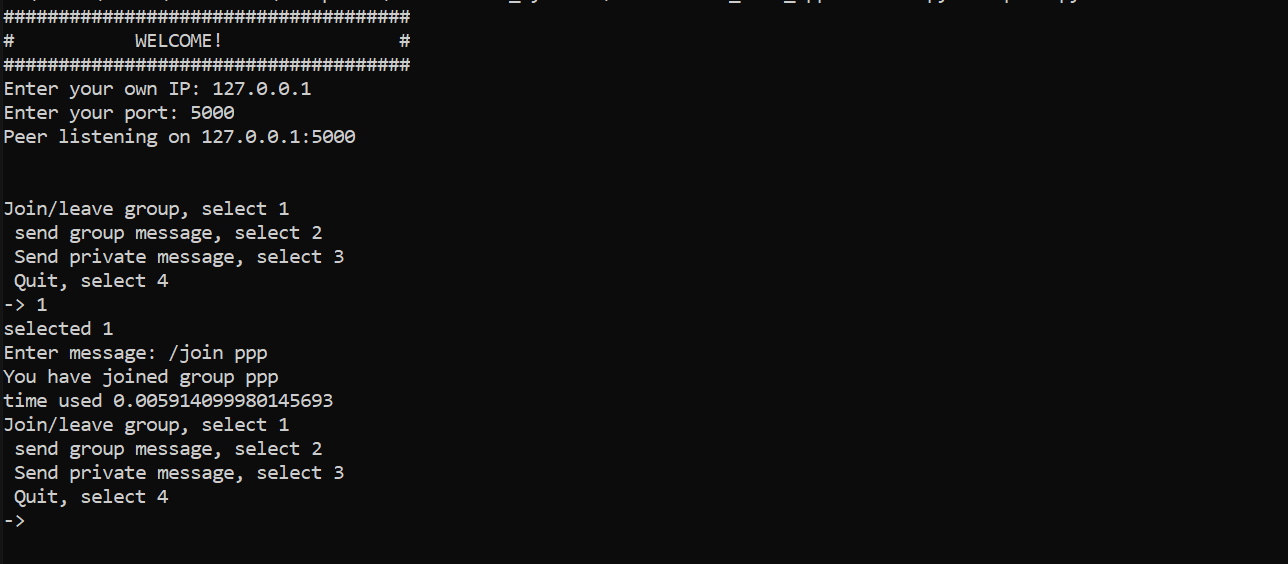 #####################################
#           WELCOME!                #
#####################################
Enter your own IP: 127.0.0.1
Enter your port: 5000
Peer listening on 127.0.0.1:5000
Join/leave group, select 1
send group message, select 2
Send private message, select 3
Quit, select 4
-> 1
selected 1
Enter message: /join ppp
You have joined group ppp
time used 0.005914099980145693
Join/leave group, select 1
send group message, select 2
Send private message, select 3
Quit, select 4
->